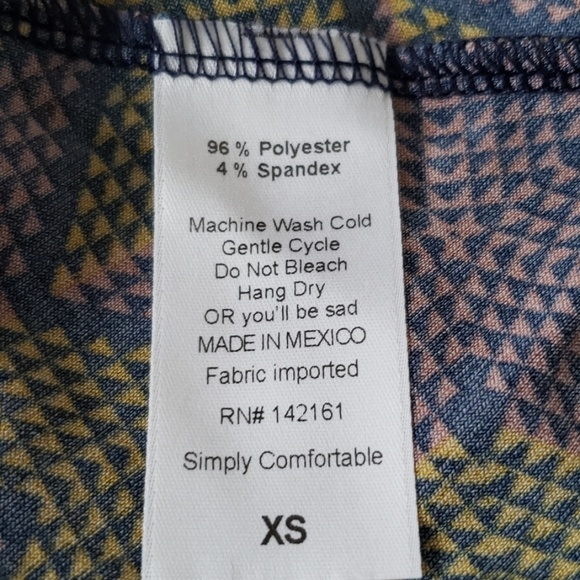 96 % Polyester
4 % Spandex
Machine Wash Cold
Gentle Cycle
Do Not Bleach
Hang Dry
OR you'll be sad
MADE IN MEXICO
Fabric imported
RN# 142161
Simply Comfortable
XS